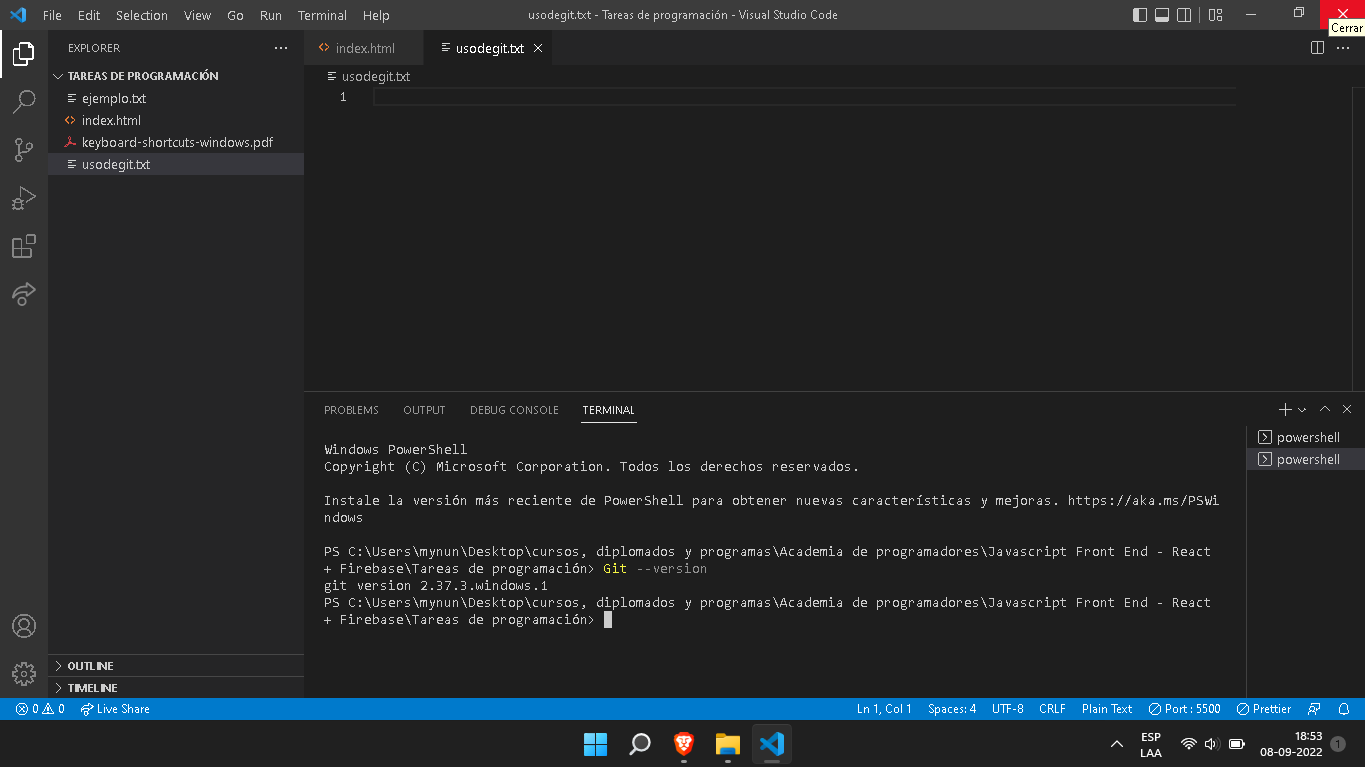 File Edit Selection View Go Run Terminal Help
usodegit.txt - Tareas de programación - Visual Studio Code
Cerrar
EXPLORER
TAREAS DE PROGRAMACIÓN
ejemplo.txt
index.html
keyboard-shortcuts-windows.pdf
usodegit.txt
OUTLINE
TIMELINE
index.html
usodegit.txt
usodegit.txt
1
PROBLEMS OUTPUT DEBUG CONSOLE TERMINAL
Windows PowerShell
Copyright (C) Microsoft Corporation. Todos los derechos reservados.
Instale la versión más reciente de PowerShell para obtener nuevas características y mejoras. https://aka.ms/PSWi
ndows
PS C:\Users\mynun\Desktop\cursos, diplomados y programas\Academia de programadores\Javascript Front End - React
+ Firebase\Tareas de programación> Git --version
git version 2.37.3.windows.1
PS C:\Users\mynun\Desktop\cursos, diplomados y programas\Academia de programadores\Javascript Front End - React
+ Firebase\Tareas de programación>
powershell
powershell
0 0 Live Share
Ln 1, Col 1 Spaces: 4 UTF-8 CRLF Plain Text Port : 5500 Prettier
ESP
LAA
18:53
08-09-2022
1